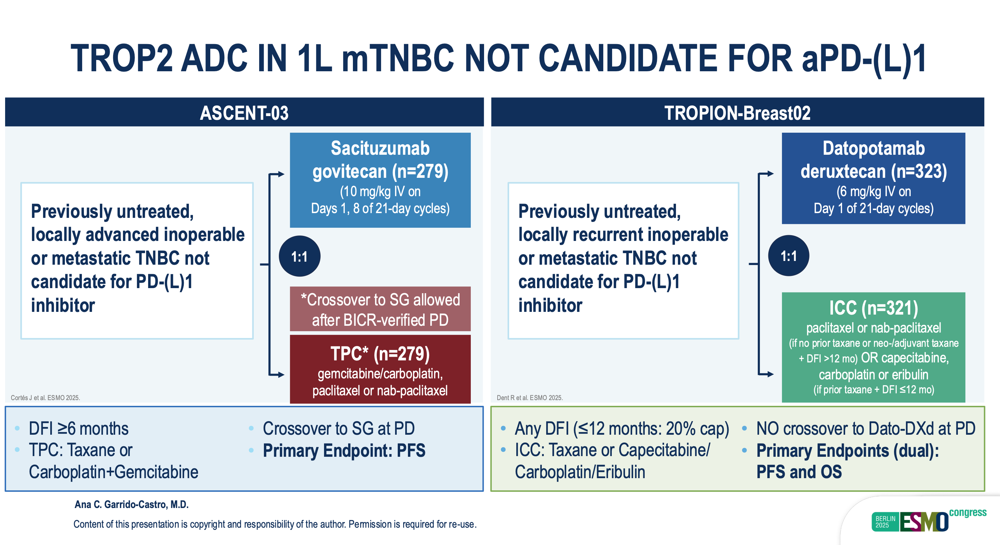 TROP2 ADC IN 1L mTNBC NOT CANDIDATE FOR aPD-(L)1
ASCENT-03
Previously untreated,
locally advanced inoperable
or metastatic TNBC not
candidate for PD-(L)1
inhibitor
1:1
Sacituzumab
govitecan (n=279)
(10 mg/kg IV on
Days 1, 8 of 21-day cycles)
*Crossover to SG allowed
after BICR-verified PD
TPC* (n=279)
gemcitabine/carboplatin,
paclitaxel or nab-paclitaxel
Cortés J et al. ESMO 2025.
• DFI ≥6 months
• TPC: Taxane or
Carboplatin+Gemcitabine
• Crossover to SG at PD
• Primary Endpoint: PFS
TROPION-Breast02
Previously untreated,
locally recurrent inoperable
or metastatic TNBC not
candidate for PD-(L)1
inhibitor
1:1
Datopotamab
deruxtecan (n=323)
(6 mg/kg IV on
Day 1 of 21-day cycles)
ICC (n=321)
paclitaxel or nab-paclitaxel
(if no prior taxane or neo-/adjuvant taxane
+ DFI >12 mo) OR capecitabine,
carboplatin or eribulin
(if prior taxane + DFI ≤12 mo)
Dent R et al. ESMO 2025.
• Any DFI (≤12 months: 20% cap)
• ICC: Taxane or Capecitabine/
Carboplatin/Eribulin
• NO crossover to Dato-DXd at PD
• Primary Endpoints (dual):
PFS and OS
Ana C. Garrido-Castro, M.D.
Content of this presentation is copyright and responsibility of the author. Permission is required for re-use.
BERLIN
2025
ESMO congress